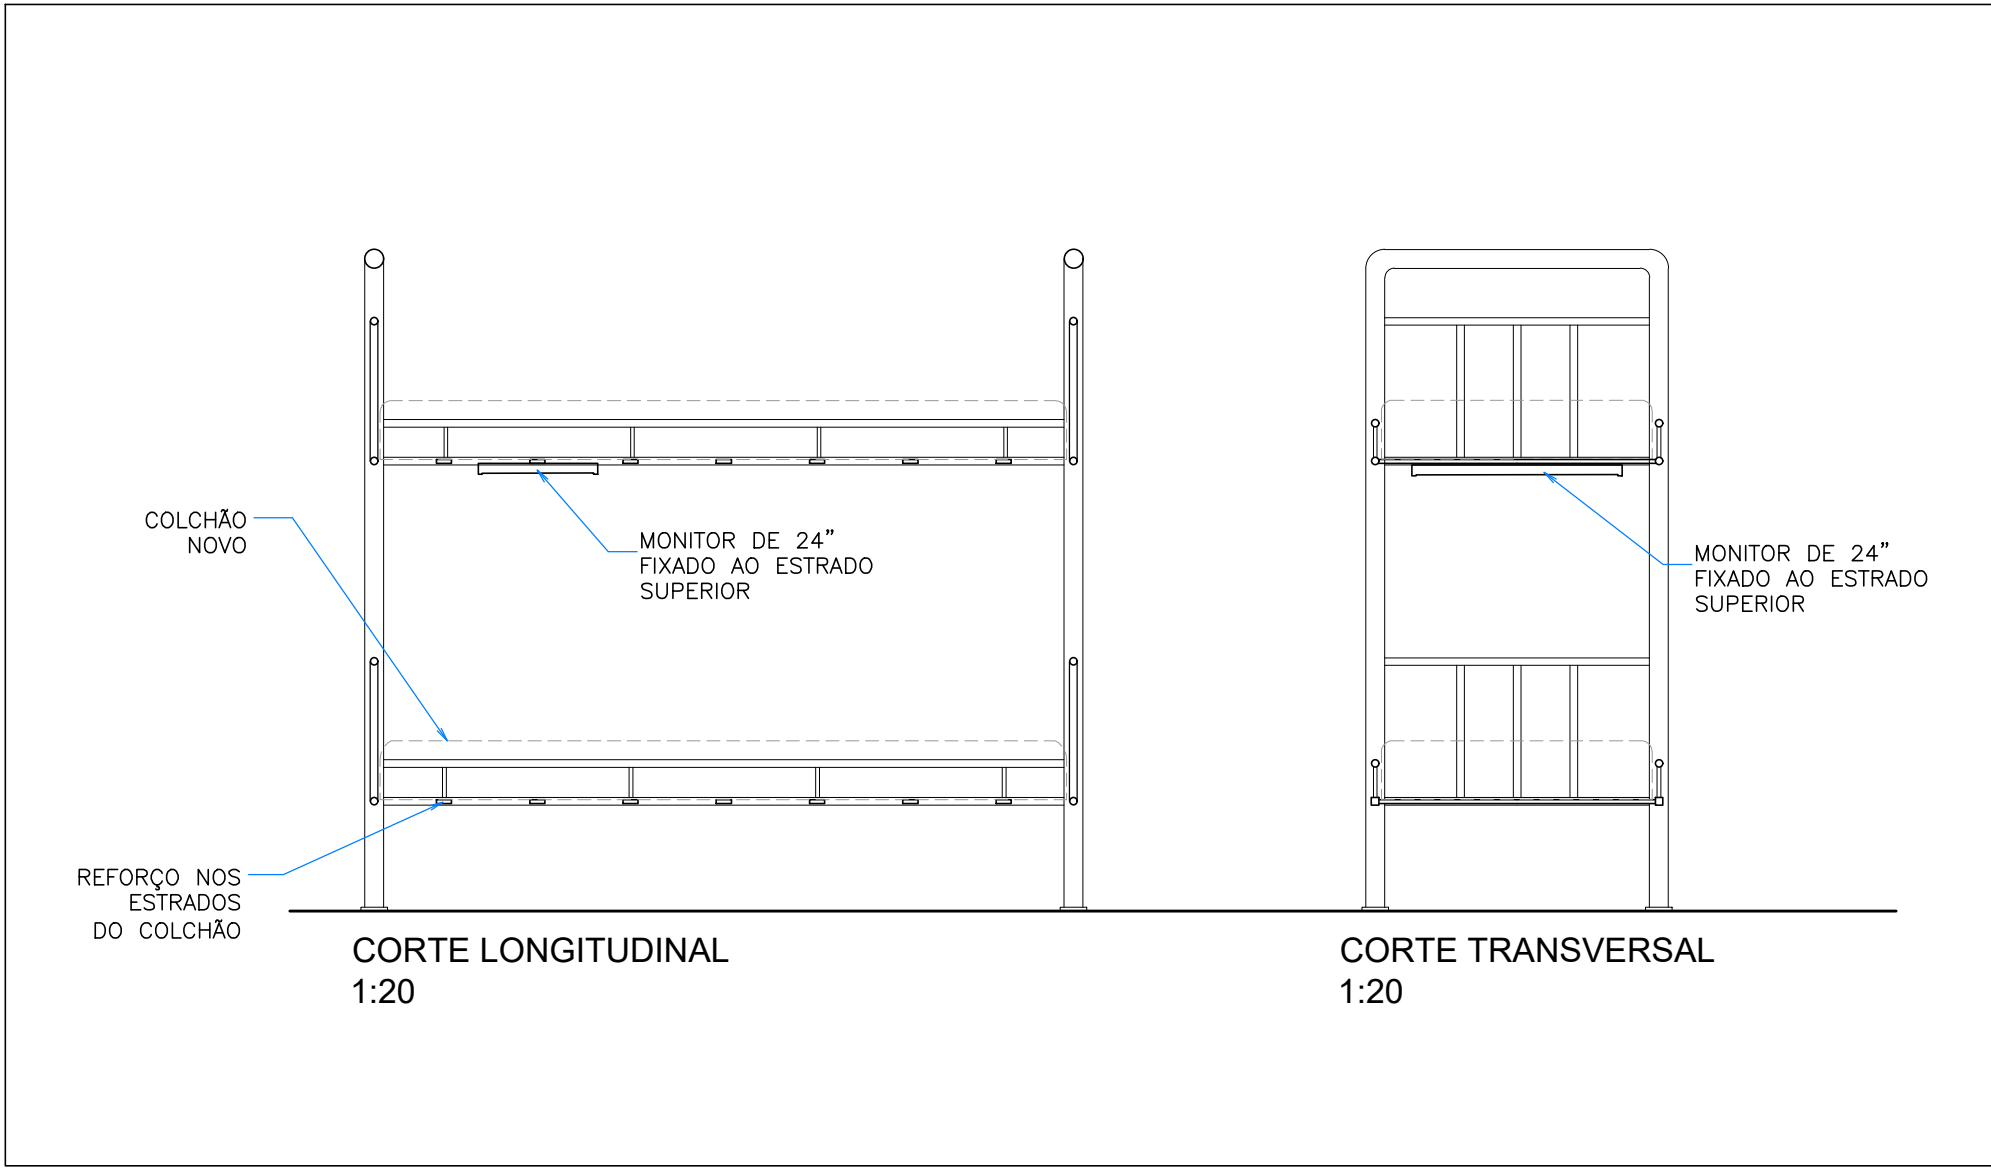 COLCHÃO
NOVO
MONITOR DE 24”
FIXADO AO ESTRADO
SUPERIOR
MONITOR DE 24”
FIXADO AO ESTRADO
SUPERIOR
REFORÇO NOS
ESTRADOS
DO COLCHÃO
CORTE LONGITUDINAL
1:20
CORTE TRANSVERSAL
1:20